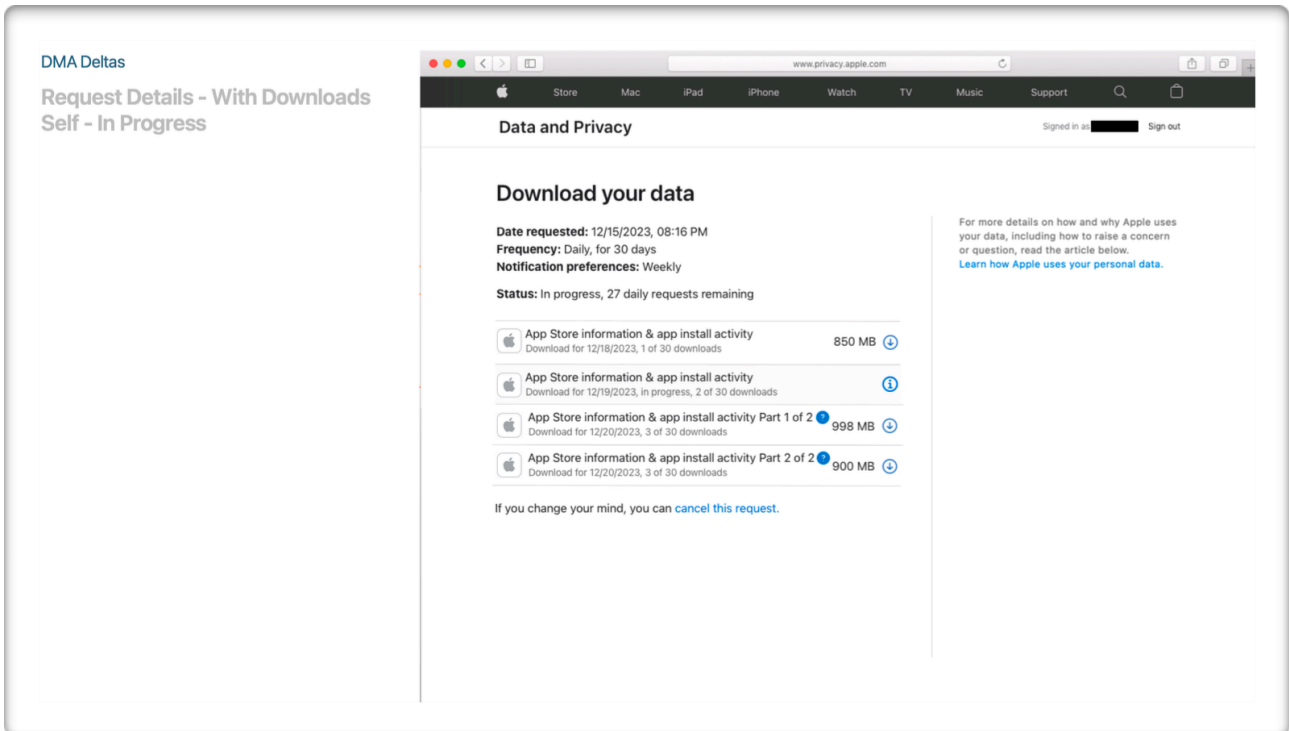 DMA Deltas
Request Details - With Downloads
Self - In Progress
www.privacy.apple.com
Store Mac iPad iPhone Watch TV Music Support
Data and Privacy
Signed in as
Sign out
Download your data
Date requested: 12/15/2023, 08:16 PM
Frequency: Daily, for 30 days
Notification preferences: Weekly
Status: In progress, 27 daily requests remaining
App Store information & app install activity
Download for 12/18/2023, 1 of 30 downloads
850 MB
App Store information & app install activity
Download for 12/19/2023, in progress, 2 of 30 downloads
App Store information & app install activity Part 1 of 2 ?
Download for 12/20/2023, 3 of 30 downloads
998 MB
App Store information & app install activity Part 2 of 2 ?
Download for 12/20/2023, 3 of 30 downloads
900 MB
If you change your mind, you can cancel this request.
For more details on how and why Apple uses
your data, including how to raise a concern
or question, read the article below.
Learn how Apple uses your personal data.